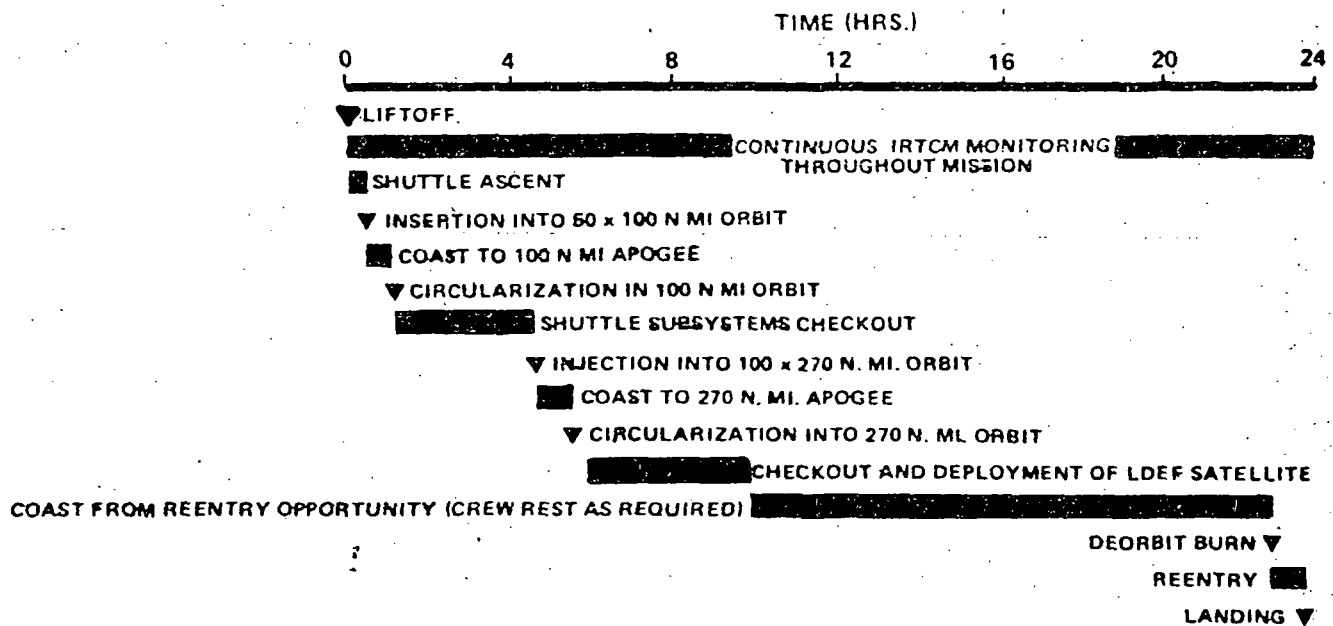 TIME (HRS.)
0 4 8 12 16 20 24
LIFTOFF.
CONTINUOUS IRTCM MONITORING
THROUGHOUT MISSION
SHUTTLE ASCENT
INSERTION INTO 50 x 100 N MI ORBIT
COAST TO 100 N MI APOGEE
CIRCULARIZATION IN 100 N MI ORBIT
SHUTTLE SUBSYSTEMS CHECKOUT
INJECTION INTO 100 x 270 N. MI. ORBIT
COAST TO 270 N. MI. APOGEE
CIRCULARIZATION INTO 270 N. MI. ORBIT
CHECKOUT AND DEPLOYMENT OF LDEF SATELLITE
COAST FROM REENTRY OPPORTUNITY (CREW REST AS REQUIRED)
DEORBIT BURN
REENTRY
LANDING